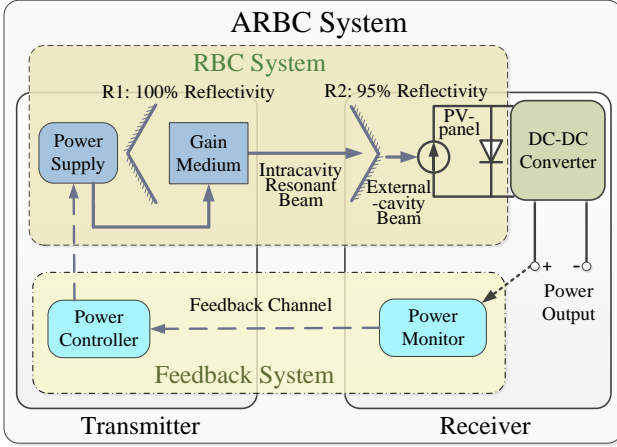 ARBC System
RBC System
R1: 100% Reflectivity
R2: 95% Reflectivity
Power
Supply
Gain
Medium
Intracavity
Resonant
Beam
External
-cavity
Beam
PV-
panel
DC-DC
Converter
+
-
Power
Output
Feedback Channel
Power
Controller
Power
Monitor
Feedback System
Transmitter
Receiver